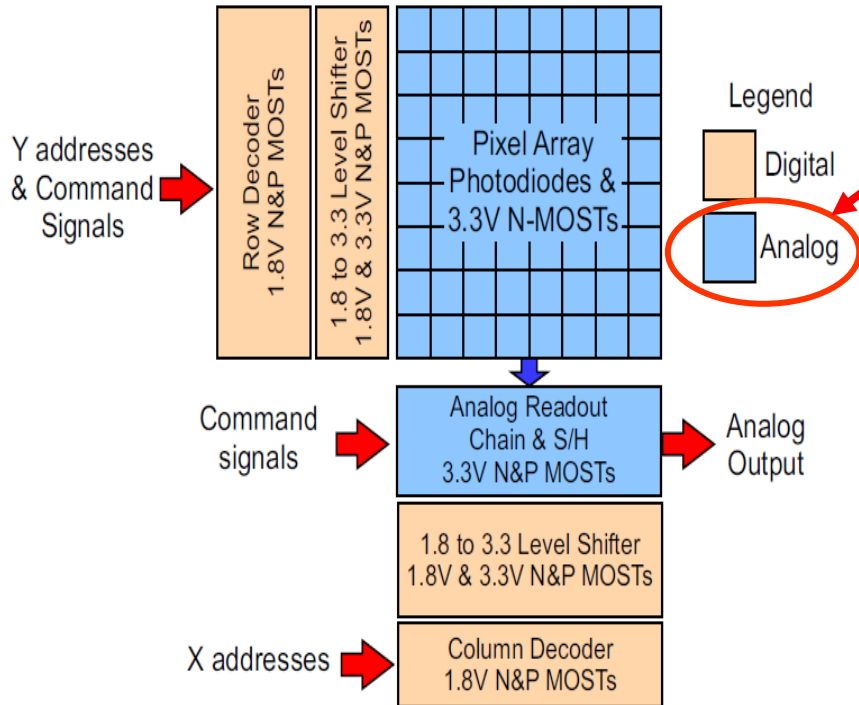 Y addresses
& Command
Signals
Row Decoder
1.8V N&P MOSTs
1.8 to 3.3 Level Shifter
1.8V & 3.3V N&P MOSTs
Pixel Array
Photodiodes &
3.3V N-MOSTs
Legend
Digital
Analog
Command
signals
Analog Readout
Chain & S/H
3.3V N&P MOSTs
Analog
Output
1.8 to 3.3 Level Shifter
1.8V & 3.3V N&P MOSTs
X addresses
Column Decoder
1.8V N&P MOSTs